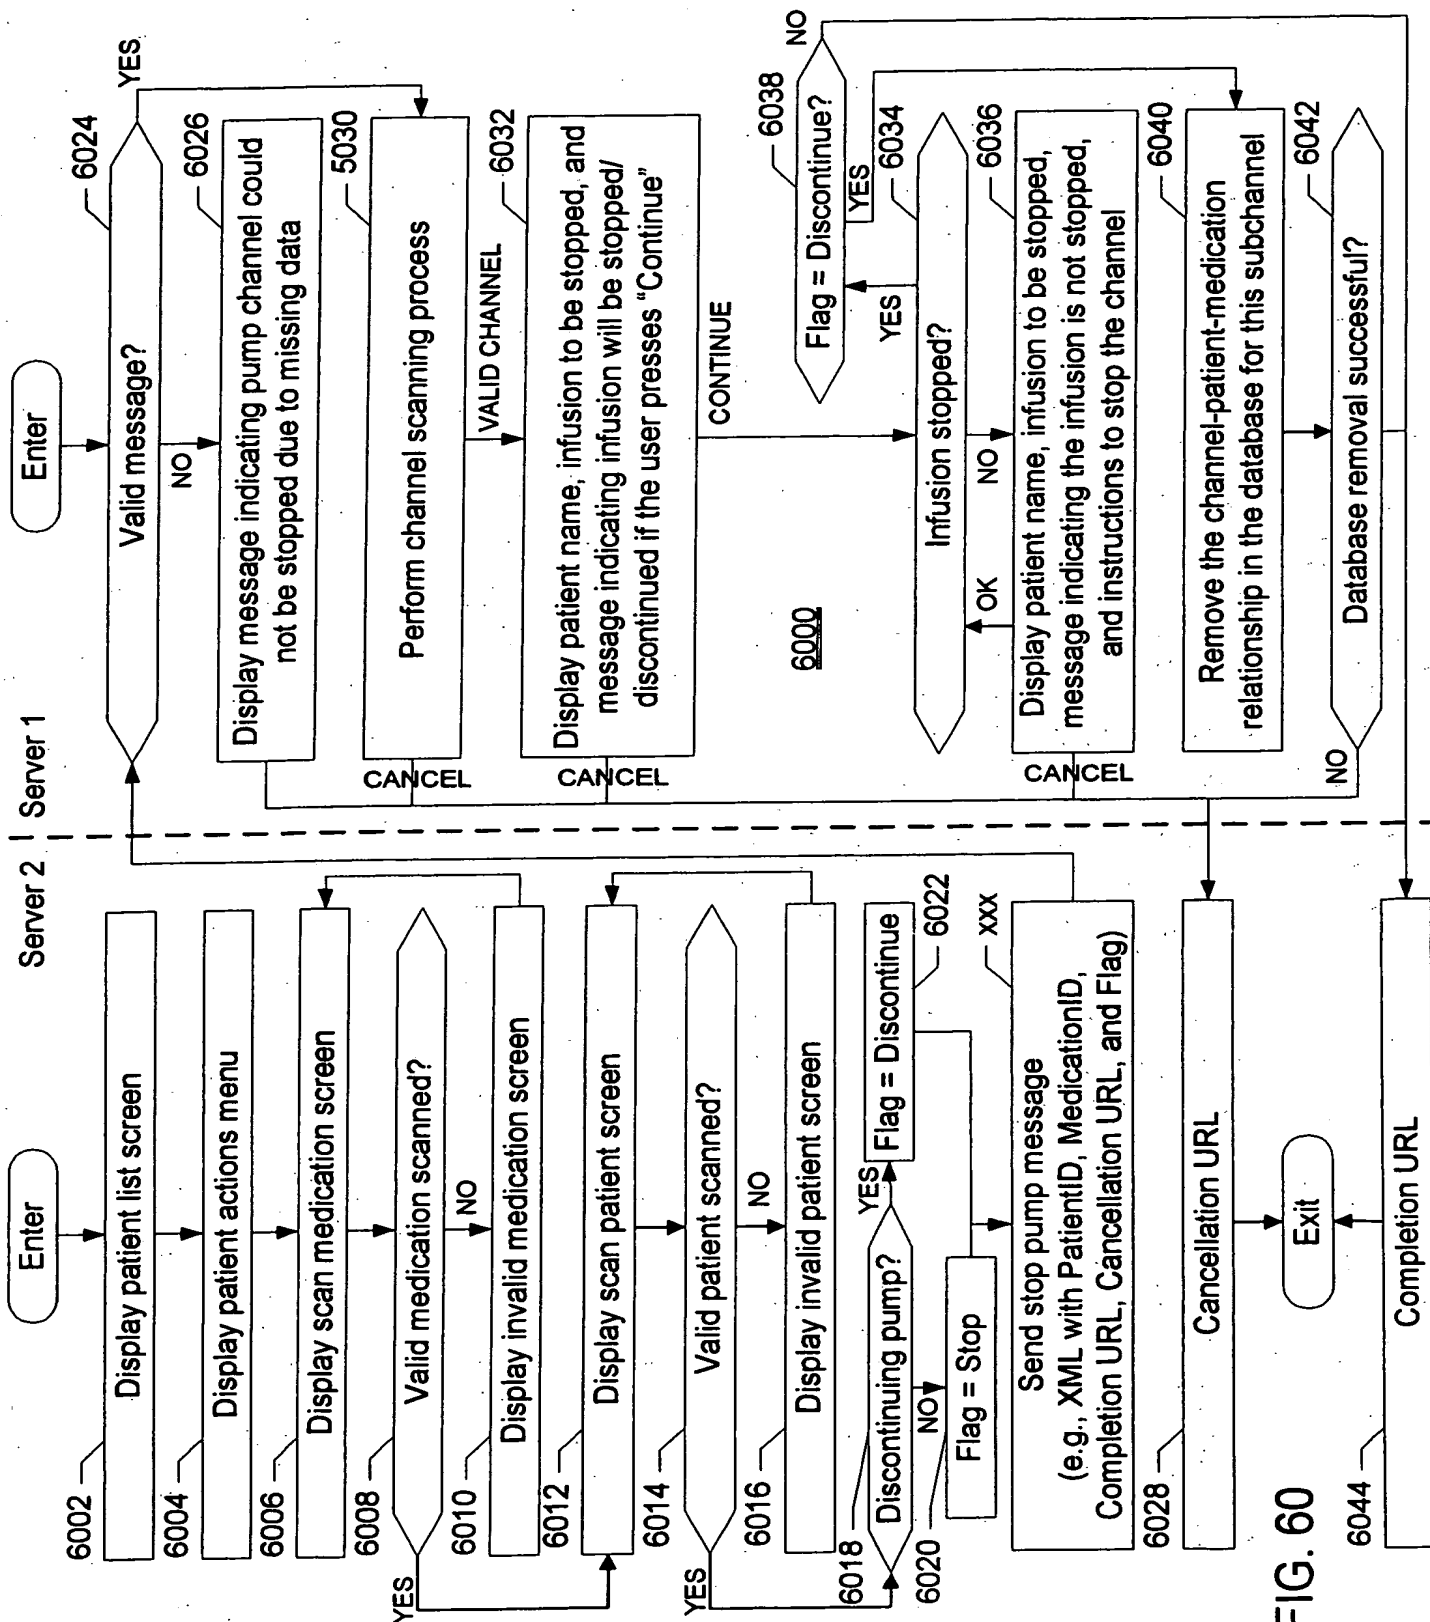 Server 2
Enter
6002
Display patient list screen
6004
Display patient actions menu
6006
Display scan medication screen
6008
Valid medication scanned?
YES
NO
6010
Display invalid medication screen
6012
Display scan patient screen
6014
Valid patient scanned?
YES
NO
6016
Display invalid patient screen
6018
Discontinuing pump?
YES
Flag = Discontinue
6022
NO
6020
Flag = Stop
XXX
Send stop pump message
(e.g., XML with PatientID, MedicationID,
Completion URL, Cancellation URL, and Flag)
6028
Cancellation URL
Exit
6044
Completion URL
Server 1
Enter
6024
Valid message?
YES
NO
6026
Display message indicating pump channel could
not be stopped due to missing data
5030
Perform channel scanning process
CANCEL
VALID CHANNEL
6032
Display patient name, infusion to be stopped, and
message indicating infusion will be stopped/
discontinued if the user presses “Continue”
CANCEL
CONTINUE
6000
6038
Flag = Discontinue?
NO
YES
YES
6034
Infusion stopped?
OK
NO
6036
Display patient name, infusion to be stopped,
message indicating the infusion is not stopped,
and instructions to stop the channel
CANCEL
6040
Remove the channel-patient-medication
relationship in the database for this subchannel
6042
Database removal successful?
NO
FIG. 60